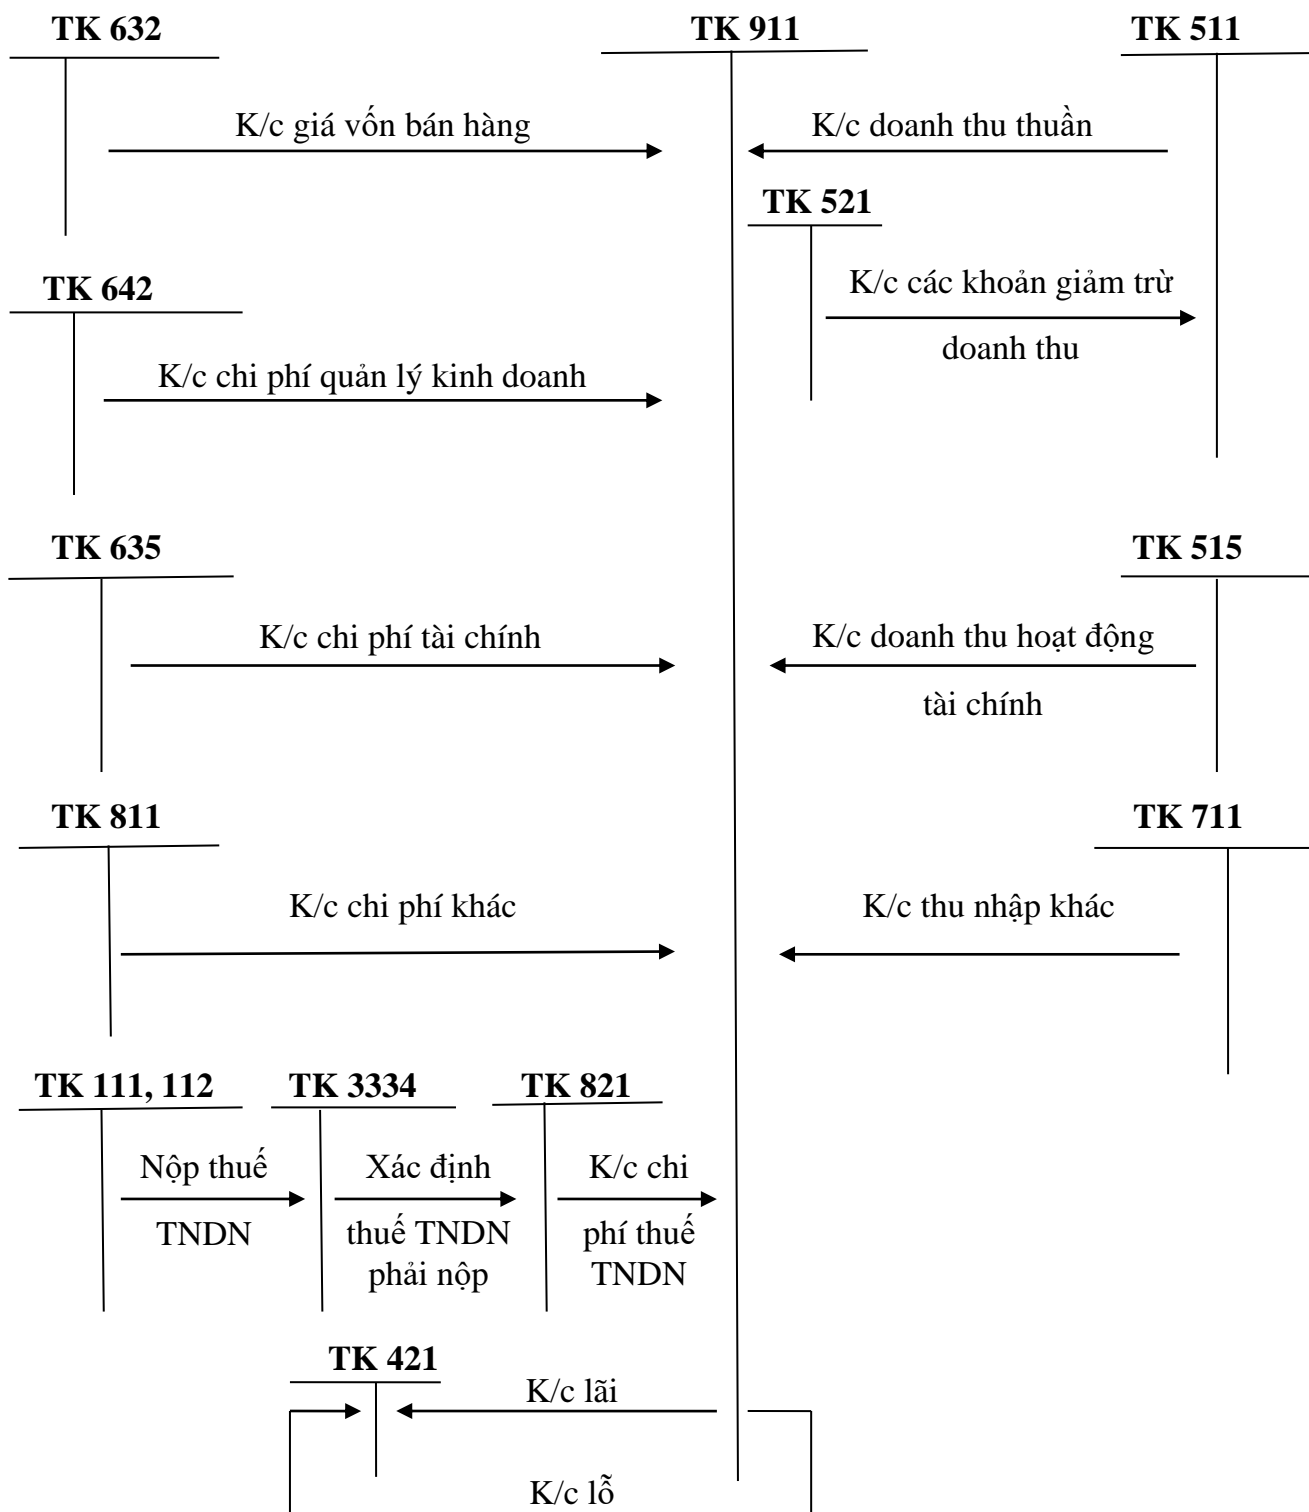 TK 632
TK 911
TK 511
K/c giá vốn bán hàng
K/c doanh thu thuần
TK 521
TK 642
K/c các khoản giảm trừ
doanh thu
K/c chi phí quản lý kinh doanh
TK 635
TK 515
K/c chi phí tài chính
K/c doanh thu hoạt động
tài chính
TK 811
TK 711
K/c chi phí khác
K/c thu nhập khác
TK 111, 112
TK 3334
TK 821
Nộp thuế
TNDN
Xác định
thuế TNDN
phải nộp
K/c chi
phí thuế
TNDN
TK 421
K/c lãi
K/c lỗ